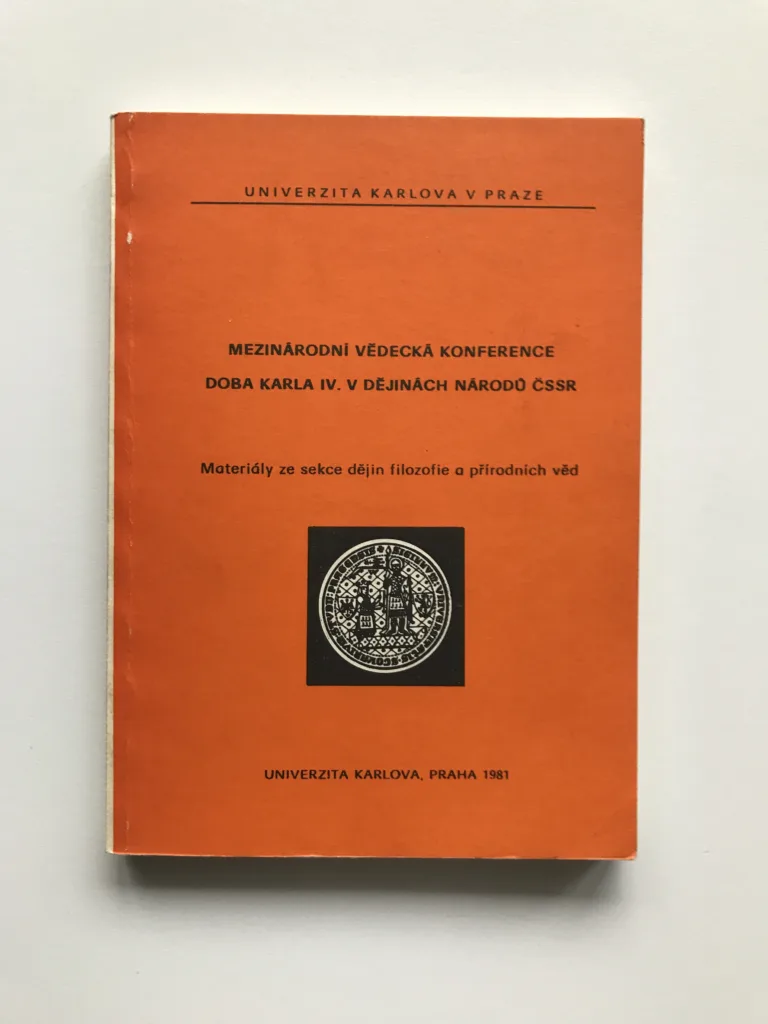 UNIVERZITA KARLOVA V PRAZE
MEZINÁRODNÍ VĚDECKÁ KONFERENCE
DOBA KARLA IV. V DĚJINÁCH NÁRODŮ ČSSR
Materiály ze sekce dějin filozofie a přírodních věd
UNIVERZITA KARLOVA, PRAHA 1981